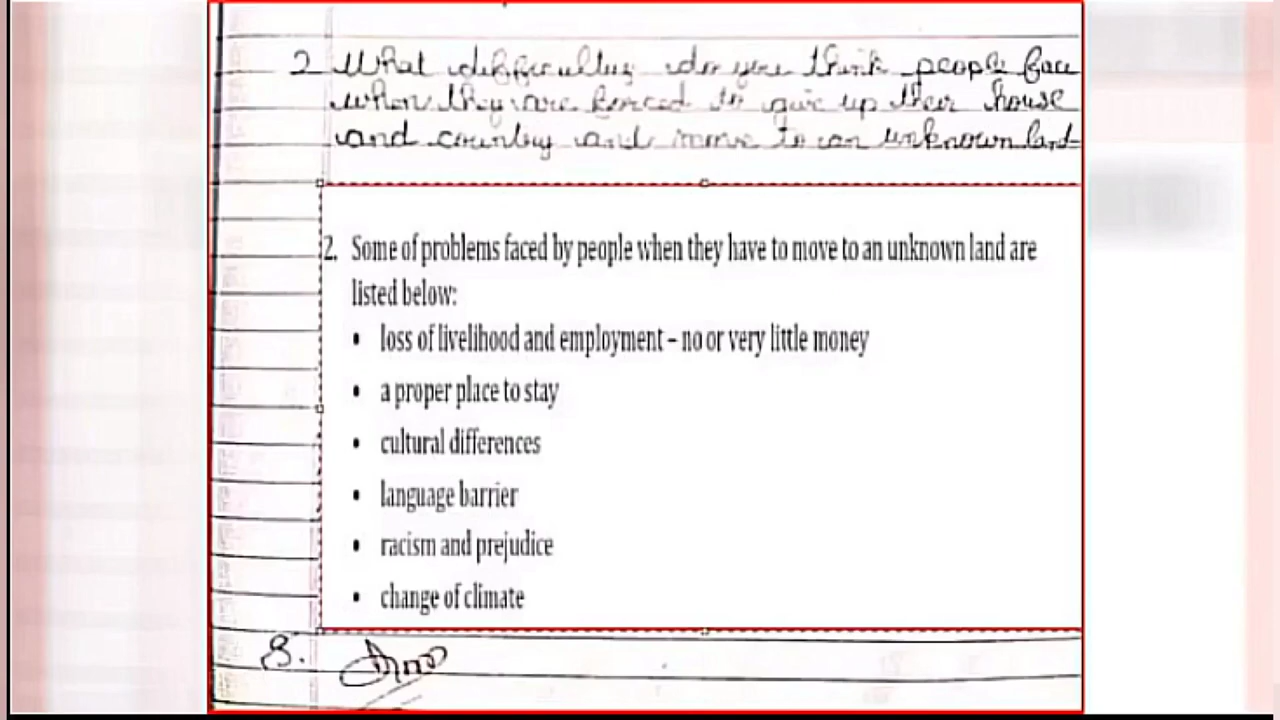 2 What difficulties do you think people face
when they are forced to give up their house
and country and move to an unknown land
2. Some of problems faced by people when they have to move to an unknown land are
listed below:
• loss of livelihood and employment – no or very little money
• a proper place to stay
• cultural differences
• language barrier
• racism and prejudice
• change of climate
3. Ans